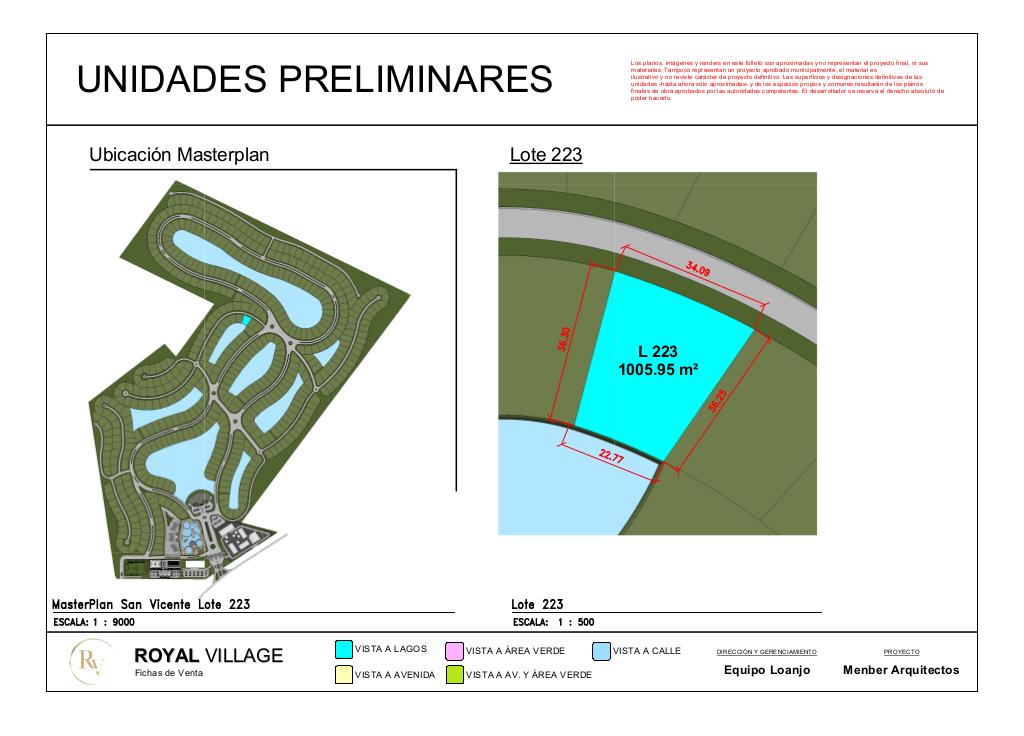 UNIDADES PRELIMINARES
Los planos, imágenes y renders en este folleto son aproximadas y no representan el proyecto final, ni sus
materiales. Tampoco representan un proyecto aprobado municipalmente, el material es
ilustrativo y no reviste carácter de proyecto definitivo. Las superficies y designaciones definitivas de las
unidades -hasta ahora sólo aproximadas- y de los espacios propios y comunes resultarán de los planos
finales de obra aprobados por las autoridades competentes. El desarrollador se reserva el derecho absoluto de
poder hacerlo.
Ubicación Masterplan
Lote 223
34.09
36.30
L 223
1005.95 m²
36.25
22.77
MasterPlan San Vicente Lote 223
ESCALA: 1 : 9000
Lote 223
ESCALA: 1 : 500
RV
ROYAL VILLAGE
Fichas de Venta
VISTA A LAGOS
VISTA A ÁREA VERDE
VISTA A CALLE
VISTA A AVENIDA
VISTA A AV. Y ÁREA VERDE
DIRECCIÓN Y GERENCIAMIENTO
Equipo Loanjo
PROYECTO
Menber Arquitectos